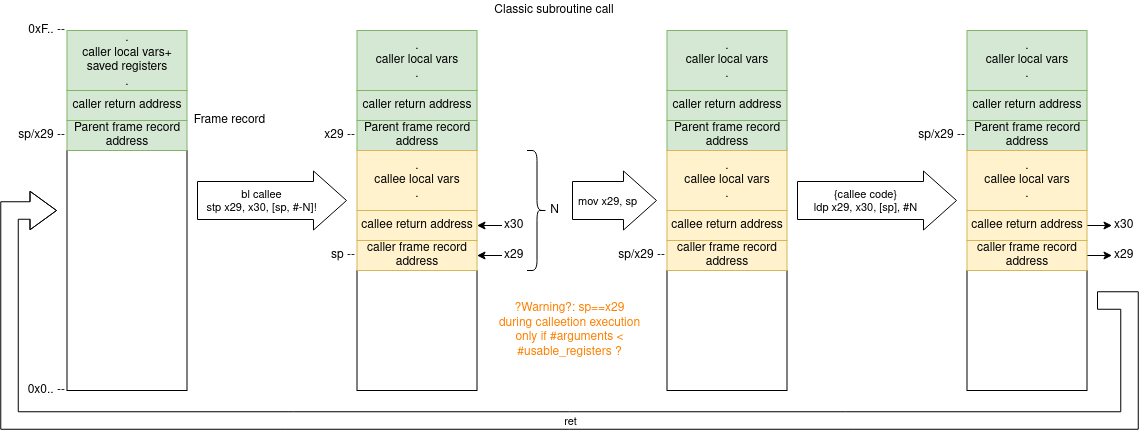 Classic subroutine call
0xF.. --
.
caller local vars+
saved registers
.
caller return address
Frame record
sp/x29 --
Parent frame record
address
0x0.. --
bl callee
stp x29, x30, [sp, #-N]!
.
caller local vars
.
caller return address
x29 --
Parent frame record
address
.
callee local vars
.
callee return address
x30
sp --
caller frame record
address
x29
N
?Warning?: sp==x29
during calleetion execution
only if #arguments <
#usable_registers ?
mov x29, sp
.
caller local vars
.
caller return address
Parent frame record
address
.
callee local vars
.
callee return address
sp/x29 --
caller frame record
address
{callee code}
ldp x29, x30, [sp], #N
.
caller local vars
.
caller return address
sp/x29 --
Parent frame record
address
.
callee local vars
.
callee return address
x30
caller frame record
address
x29
ret